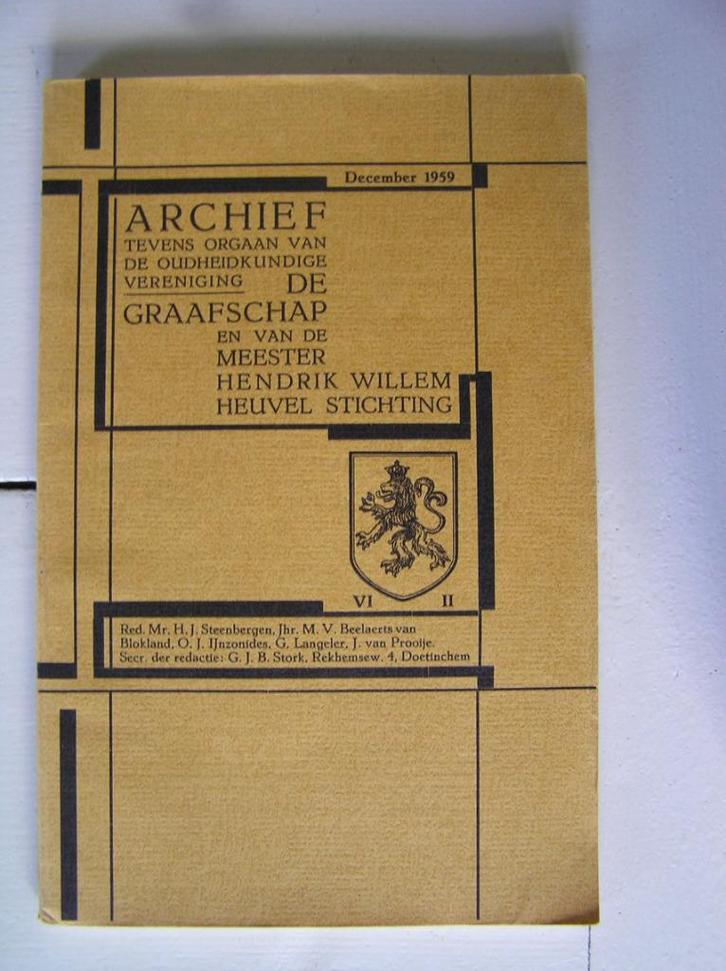 December 1959
ARCHIEF
TEVENS ORGAAN VAN
DE OUDHEIDKUNDIGE
VERENIGING DE
GRAAFSCHAP
EN VAN DE
MEESTER
HENDRIK WILLEM
HEUVEL STICHTING
VI II
Red. Mr. H. J. Steenbergen, Jhr. M. V. Beelaerts van
Blokland, O. J. IJnzonides, G. Langeler, J. van Prooije.
Secr. der redactie: G. J. B. Stork, Rekhemsew. 4, Doetinchem